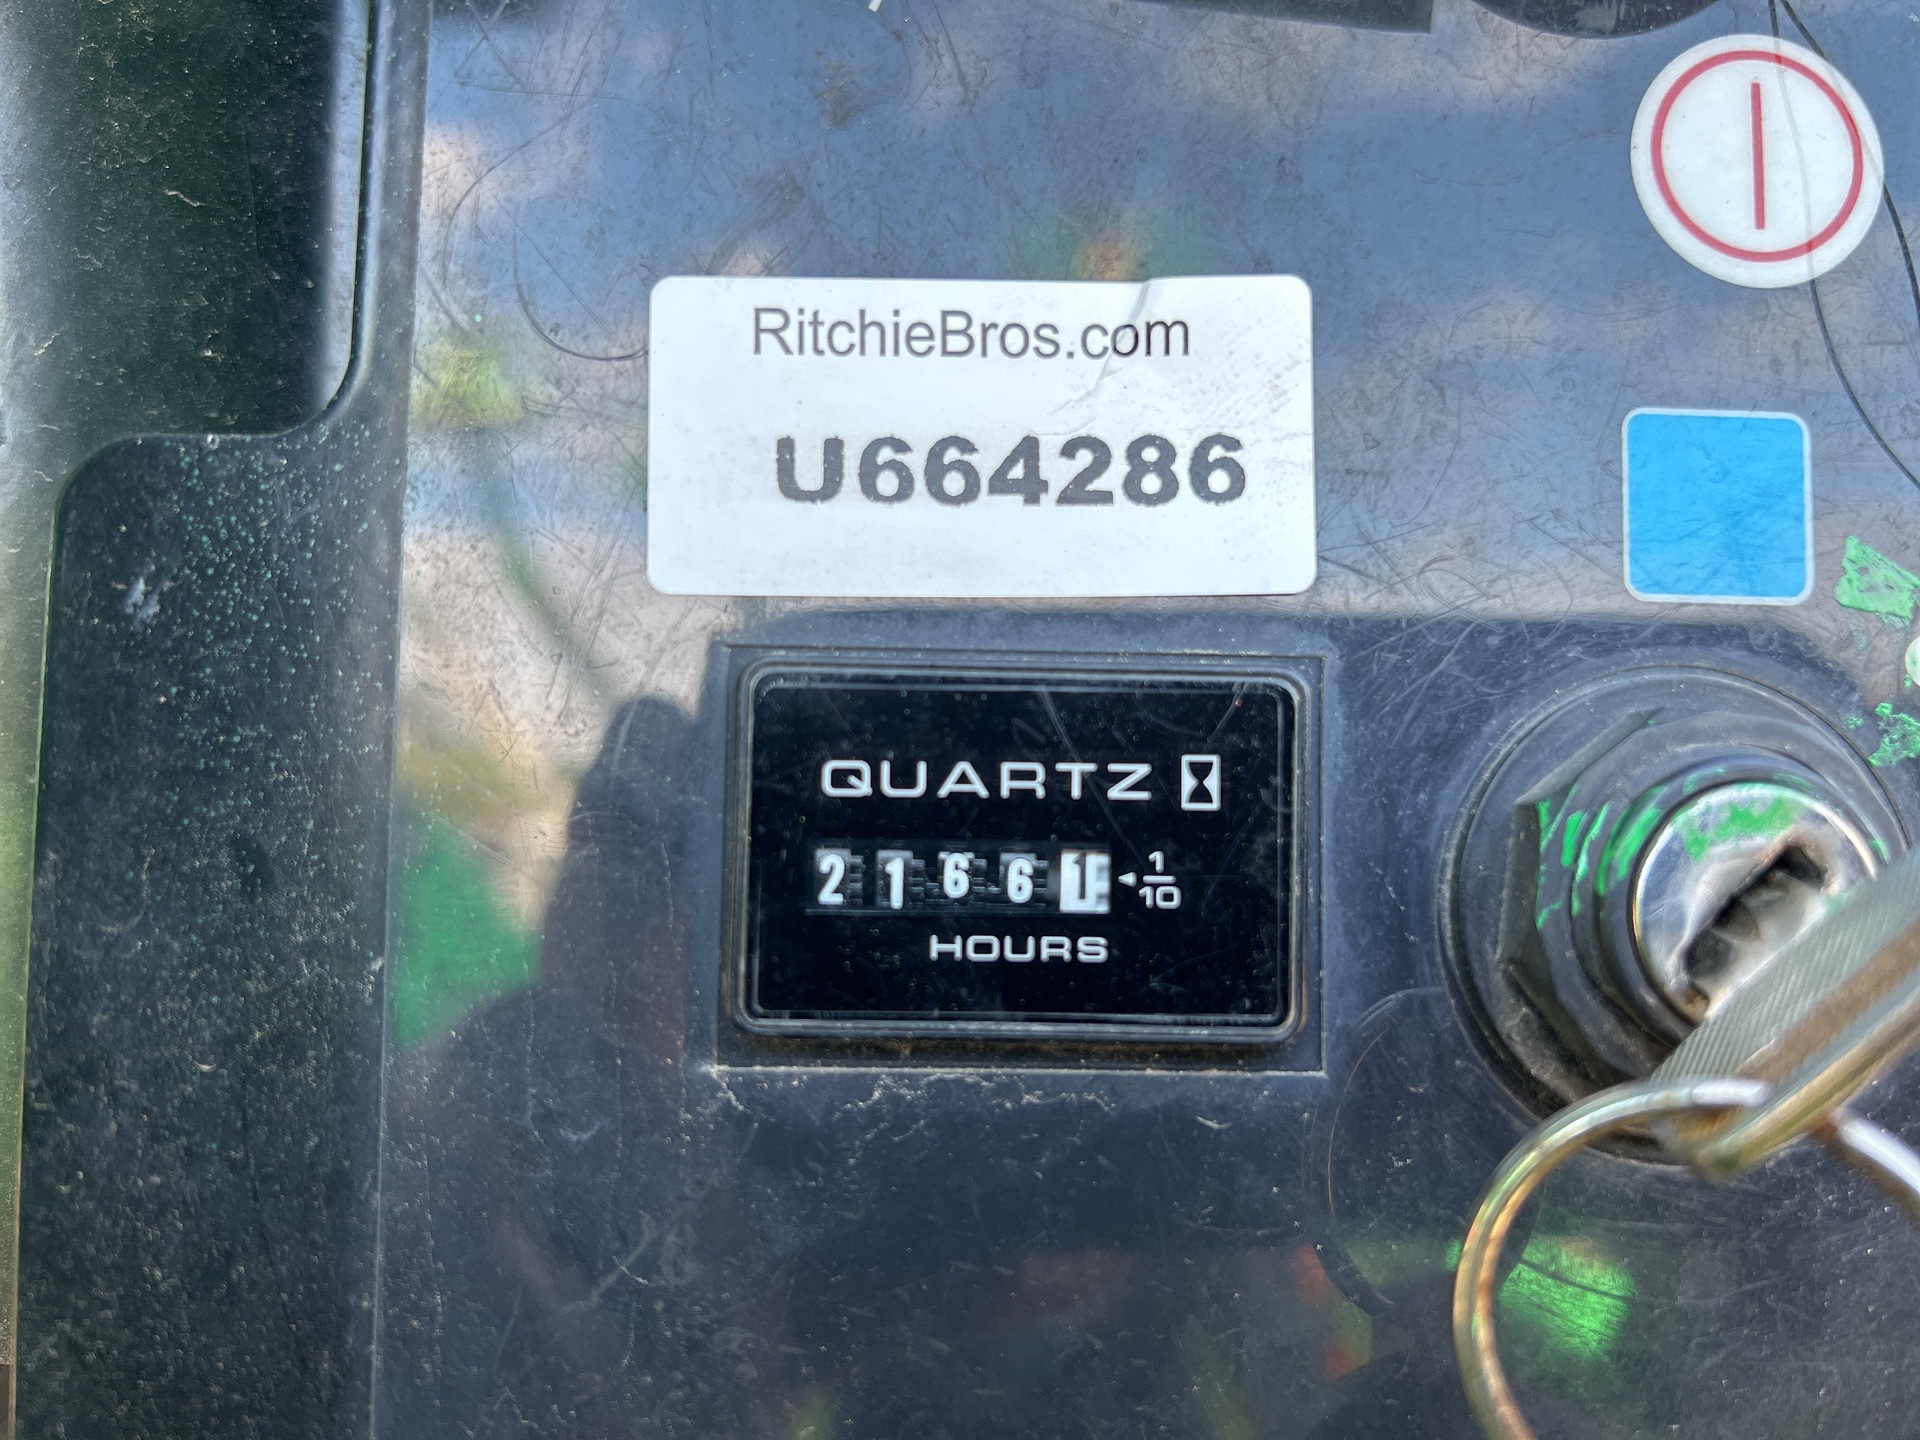 RitchieBros.com
U664286
QUARTZ
21661 1/10
HOURS